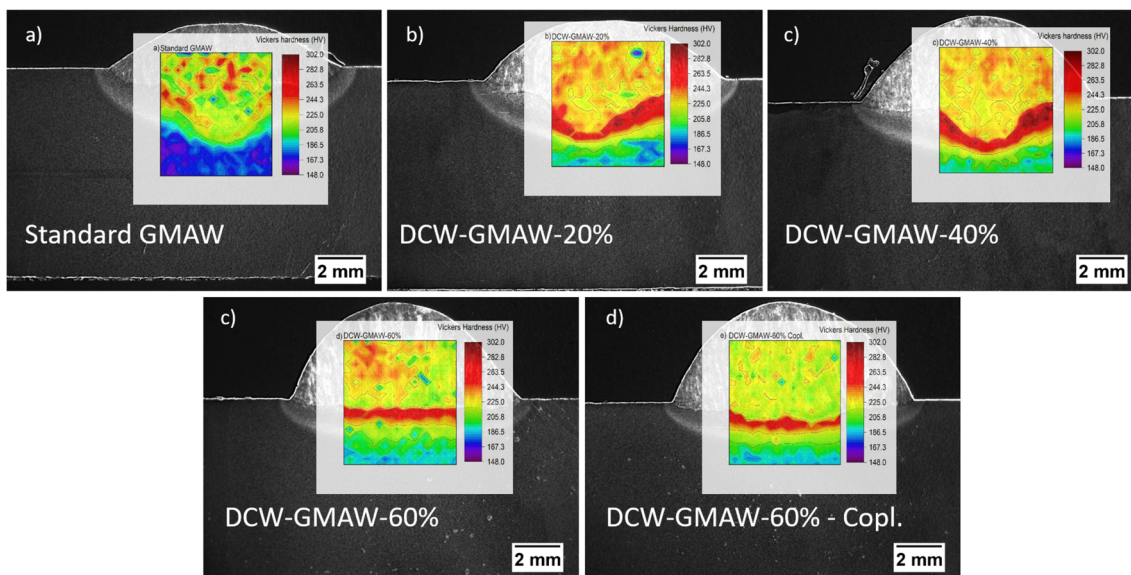 a)
Vickers hardness (HV)
a) Standard GMAW
302.0
282.8
263.5
244.3
225.0
205.8
186.5
167.3
148.0
Standard GMAW
2 mm
b)
Vickers Hardness (HV)
b) DCW-GMAW-20%
302.0
282.8
263.5
244.3
225.0
205.8
186.5
167.3
148.0
DCW-GMAW-20%
2 mm
c)
Vickers Hardness (HV)
c) DCW-GMAW-40%
302.0
282.8
263.5
244.3
225.0
205.8
186.5
167.3
148.0
DCW-GMAW-40%
2 mm
c)
Vickers Hardness (HV)
d) DCW-GMAW-60%
302.0
282.8
263.5
244.3
225.0
205.8
186.5
167.3
148.0
DCW-GMAW-60%
2 mm
d)
Vickers Hardness (HV)
e) DCW-GMAW-60% Copl.
302.0
282.8
263.5
244.3
225.0
205.8
186.5
167.3
148.0
DCW-GMAW-60% - Copl.
2 mm